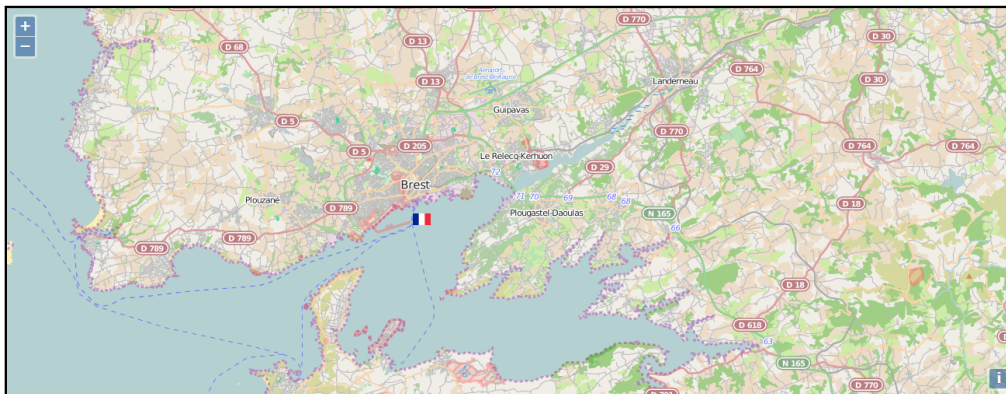 +
−
D 770
D 68
D 13
D 30
D 764
Landerneau
D 13
Aéroport
de Brest Bretagne
D 30
Guipavas
D 5
D 770
D 205
D 764
D 764
D 5
Le Relecq-Kerhuon
D 29
72
Brest
71
70
69
68
68
Plouzané
D 18
D 789
Plougastel-Daoulas
N 165
66
D 789
D 789
D 18
D 618
63
N 165
i
D 770